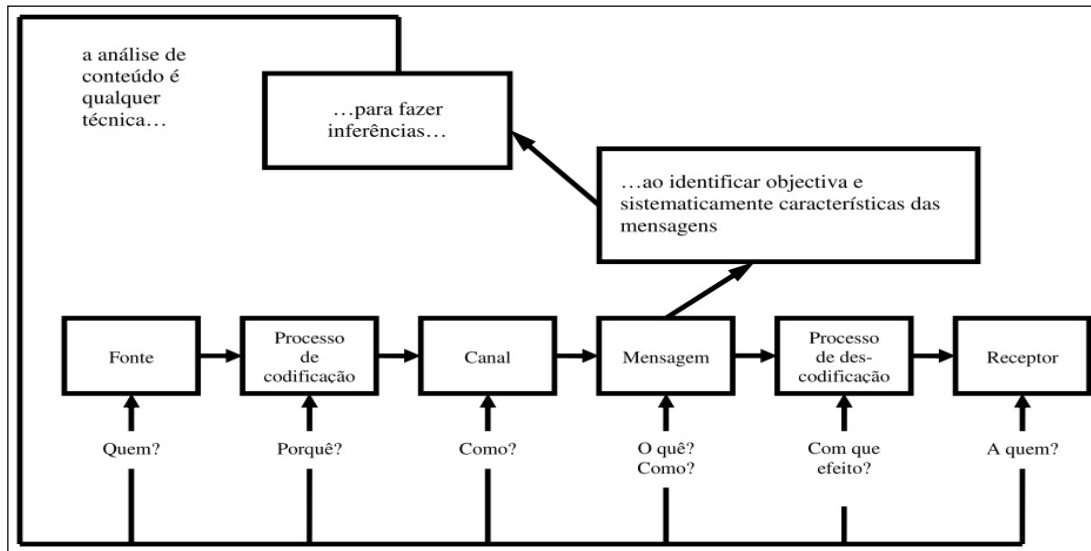 a análise de
conteúdo é
qualquer
técnica…
…para fazer
inferências…
…ao identificar objectiva e
sistematicamente características das
mensagens
Fonte
Processo
de
codificação
Canal
Mensagem
Processo
de des-
codificação
Receptor
Quem?
Porquê?
Como?
O quê?
Como?
Com que
efeito?
A quem?